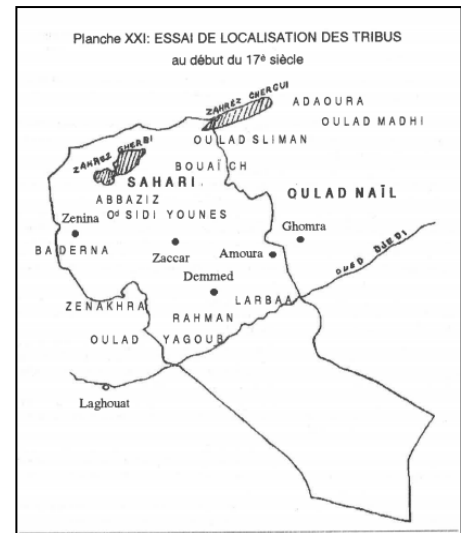 Planche XXI: ESSAI DE LOCALISATION DES TRIBUS
au début du 17è siècle
ZAHREZ CHERGUI
ADAOURA
OULAD MADHI
OULAD SLIMAN
ZAHREZ GHERBI
BOUAÏCH
SAHARI
OULAD NAÏL
ABBAZIZ
Od SIDI YOUNES
Zenina
Ghomra
BADERNA
Zaccar
Amoura
OUED DJEDI
Demmed
ZENAKHRA
LARBAA
RAHMAN
OULAD YAGOUB
Laghouat